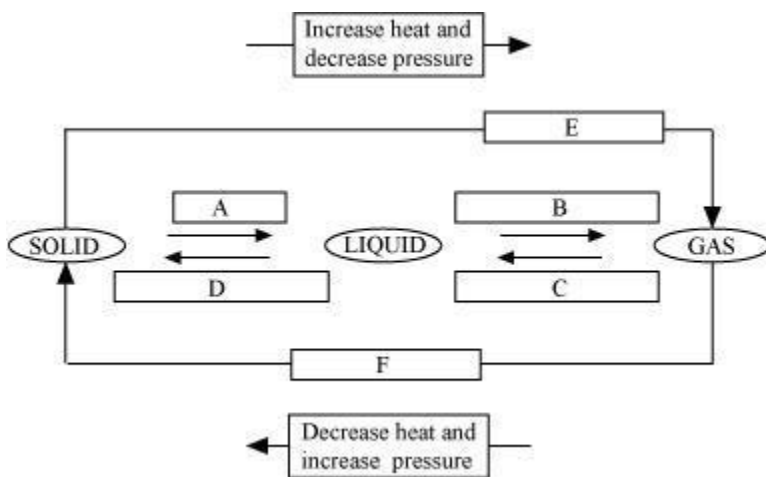 Increase heat and
decrease pressure
E
A
B
SOLID
LIQUID
GAS
D
C
F
Decrease heat and
increase pressure